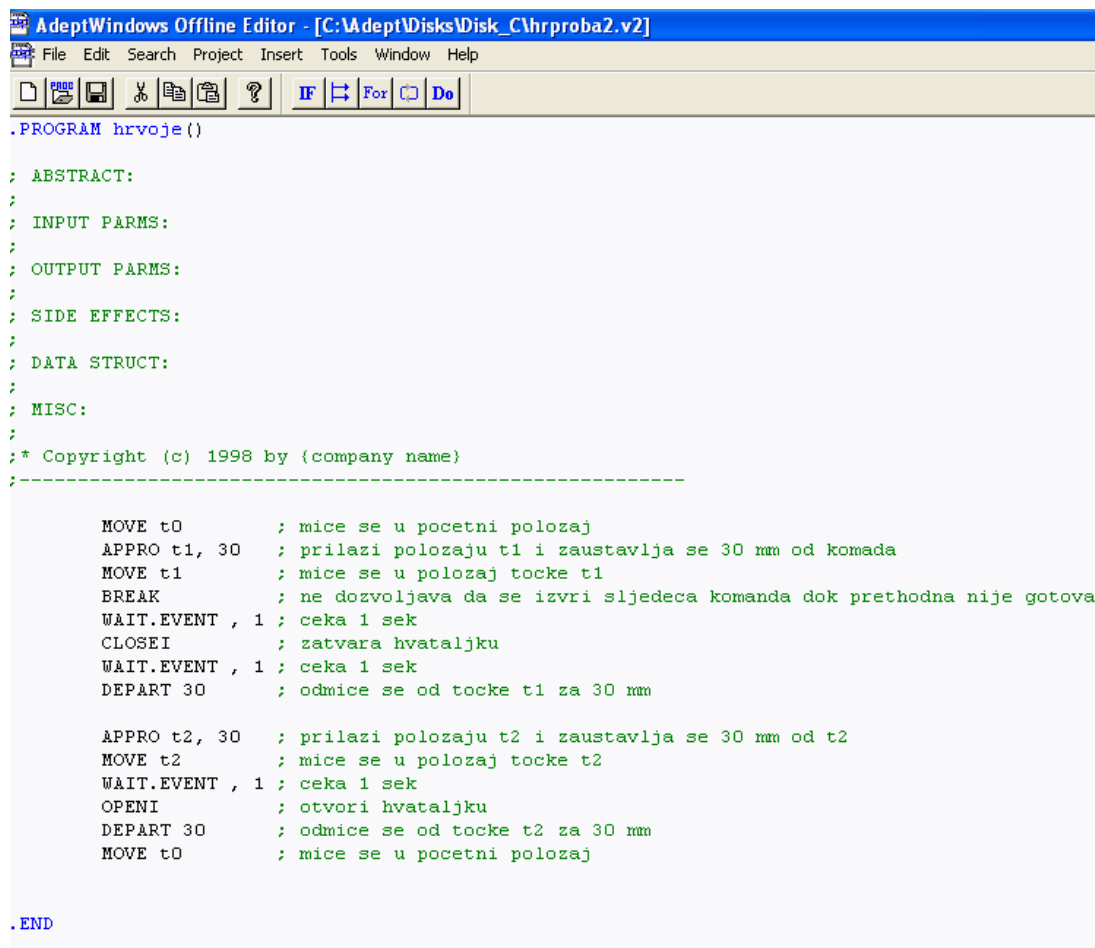 AdeptWindows Offline Editor - [C:\Adept\Disks\Disk_C\hrproba2.v2]
File Edit Search Project Insert Tools Window Help
PROG ? IF For Do
.PROGRAM hrvoje()
; ABSTRACT:
;
; INPUT PARMS:
;
; OUTPUT PARMS:
;
; SIDE EFFECTS:
;
; DATA STRUCT:
;
; MISC:
;
;* Copyright (c) 1998 by {company name}
;---------------------------------------------------------
MOVE t0 ; mice se u pocetni polozaj
APPRO t1, 30 ; prilazi polozaju t1 i zaustavlja se 30 mm od komada
MOVE t1 ; mice se u polozaj tocke t1
BREAK ; ne dozvoljava da se izvri sljedeca komanda dok prethodna nije gotova
WAIT.EVENT , 1 ; ceka 1 sek
CLOSEI ; zatvara hvataljku
WAIT.EVENT , 1 ; ceka 1 sek
DEPART 30 ; odmice se od tocke t1 za 30 mm
APPRO t2, 30 ; prilazi polozaju t2 i zaustavlja se 30 mm od t2
MOVE t2 ; mice se u polozaj tocke t2
WAIT.EVENT , 1 ; ceka 1 sek
OPENI ; otvori hvataljku
DEPART 30 ; odmice se od tocke t2 za 30 mm
MOVE t0 ; mice se u pocetni polozaj
.END